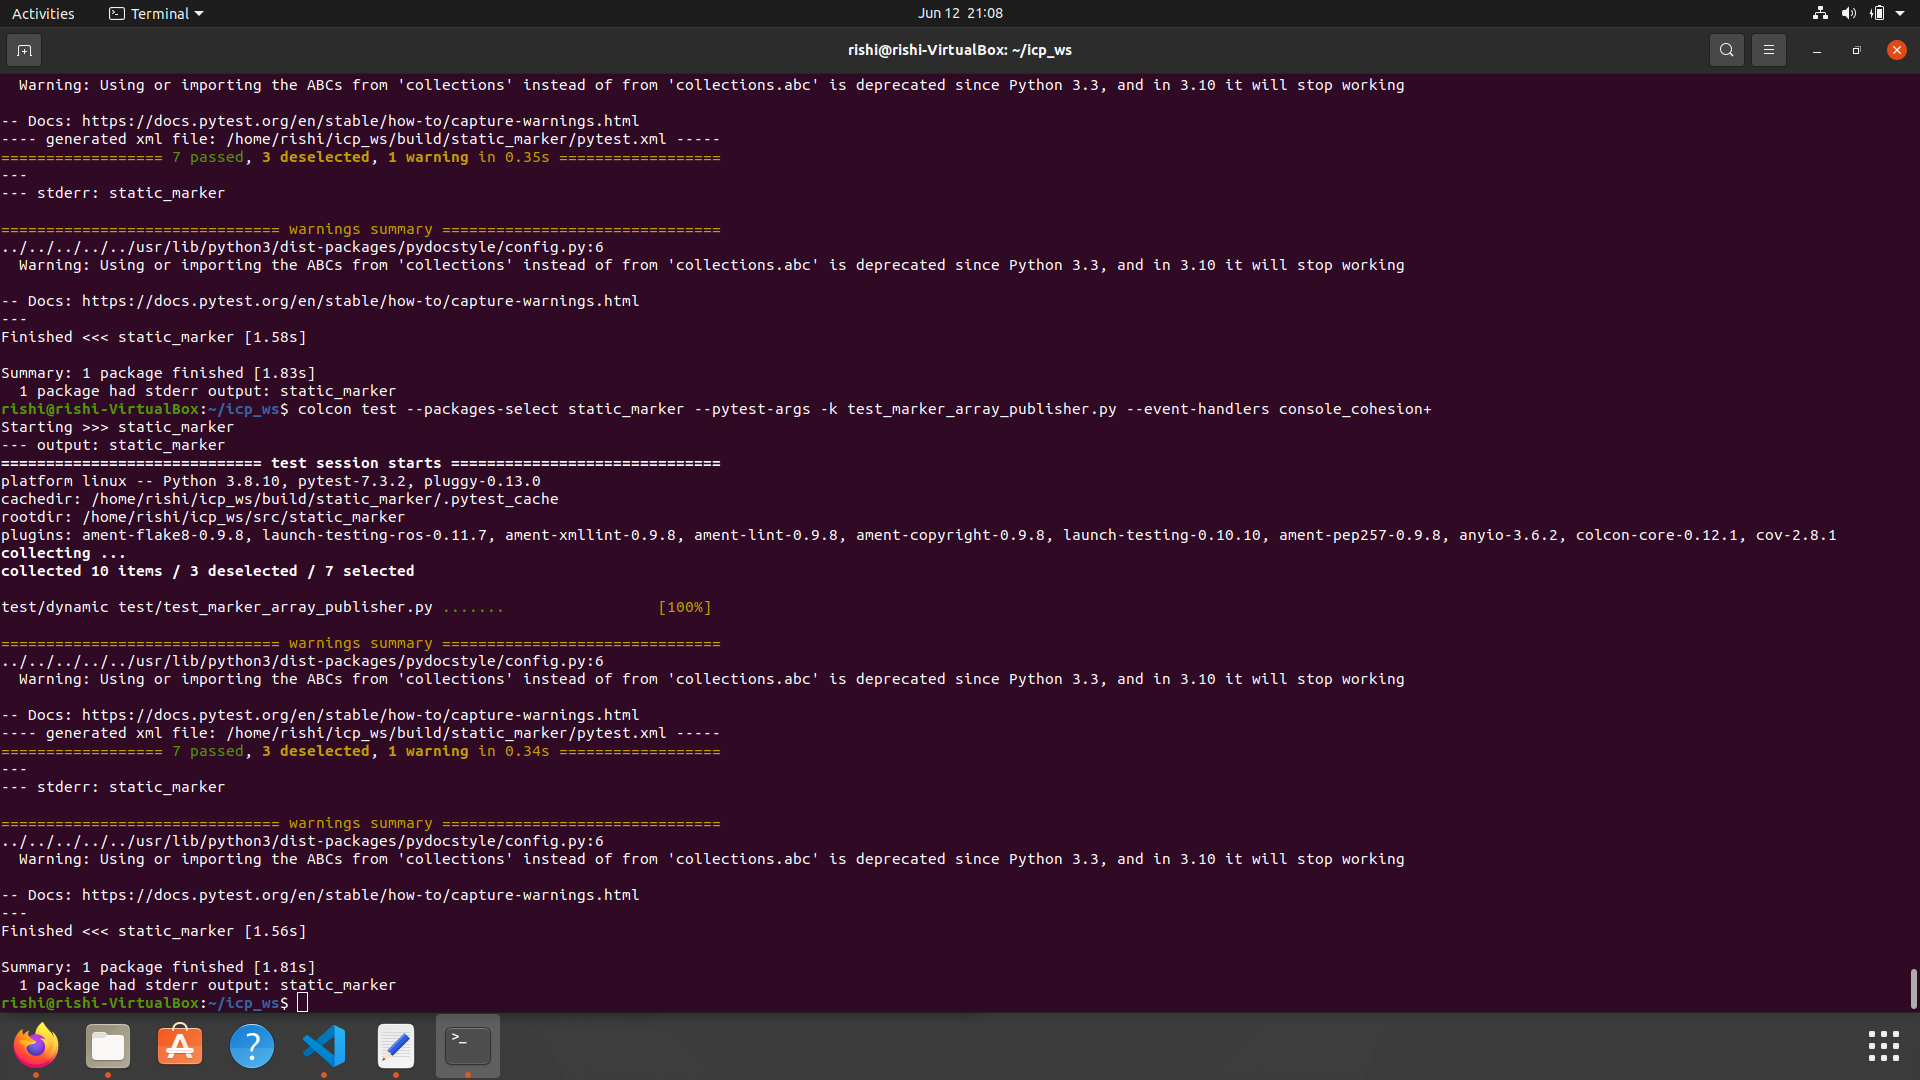 Activities
Terminal
Jun 12 21:08
rishi@rishi-VirtualBox: ~/icp_ws
Warning: Using or importing the ABCs from 'collections' instead of from 'collections.abc' is deprecated since Python 3.3, and in 3.10 it will stop working
-- Docs: https://docs.pytest.org/en/stable/how-to/capture-warnings.html
---- generated xml file: /home/rishi/icp_ws/build/static_marker/pytest.xml -----
================== 7 passed, 3 deselected, 1 warning in 0.35s ==================
---
--- stderr: static_marker
=============================== warnings summary ===============================
../../../../../usr/lib/python3/dist-packages/pydocstyle/config.py:6
Warning: Using or importing the ABCs from 'collections' instead of from 'collections.abc' is deprecated since Python 3.3, and in 3.10 it will stop working
-- Docs: https://docs.pytest.org/en/stable/how-to/capture-warnings.html
---
Finished <<< static_marker [1.58s]
Summary: 1 package finished [1.83s]
1 package had stderr output: static_marker
rishi@rishi-VirtualBox:~/icp_ws$ colcon test --packages-select static_marker --pytest-args -k test_marker_array_publisher.py --event-handlers console_cohesion+
Starting >>> static_marker
--- output: static_marker
============================= test session starts ==============================
platform linux -- Python 3.8.10, pytest-7.3.2, pluggy-0.13.0
cachedir: /home/rishi/icp_ws/build/static_marker/.pytest_cache
rootdir: /home/rishi/icp_ws/src/static_marker
plugins: ament-flake8-0.9.8, launch-testing-ros-0.11.7, ament-xmllint-0.9.8, ament-lint-0.9.8, ament-copyright-0.9.8, launch-testing-0.10.10, ament-pep257-0.9.8, anyio-3.6.2, colcon-core-0.12.1, cov-2.8.1
collecting ...
collected 10 items / 3 deselected / 7 selected
test/dynamic test/test_marker_array_publisher.py ....... [100%]
=============================== warnings summary ===============================
../../../../../usr/lib/python3/dist-packages/pydocstyle/config.py:6
Warning: Using or importing the ABCs from 'collections' instead of from 'collections.abc' is deprecated since Python 3.3, and in 3.10 it will stop working
-- Docs: https://docs.pytest.org/en/stable/how-to/capture-warnings.html
---- generated xml file: /home/rishi/icp_ws/build/static_marker/pytest.xml -----
================== 7 passed, 3 deselected, 1 warning in 0.34s ==================
---
--- stderr: static_marker
=============================== warnings summary ===============================
../../../../../usr/lib/python3/dist-packages/pydocstyle/config.py:6
Warning: Using or importing the ABCs from 'collections' instead of from 'collections.abc' is deprecated since Python 3.3, and in 3.10 it will stop working
-- Docs: https://docs.pytest.org/en/stable/how-to/capture-warnings.html
---
Finished <<< static_marker [1.56s]
Summary: 1 package finished [1.81s]
1 package had stderr output: static_marker
rishi@rishi-VirtualBox:~/icp_ws$